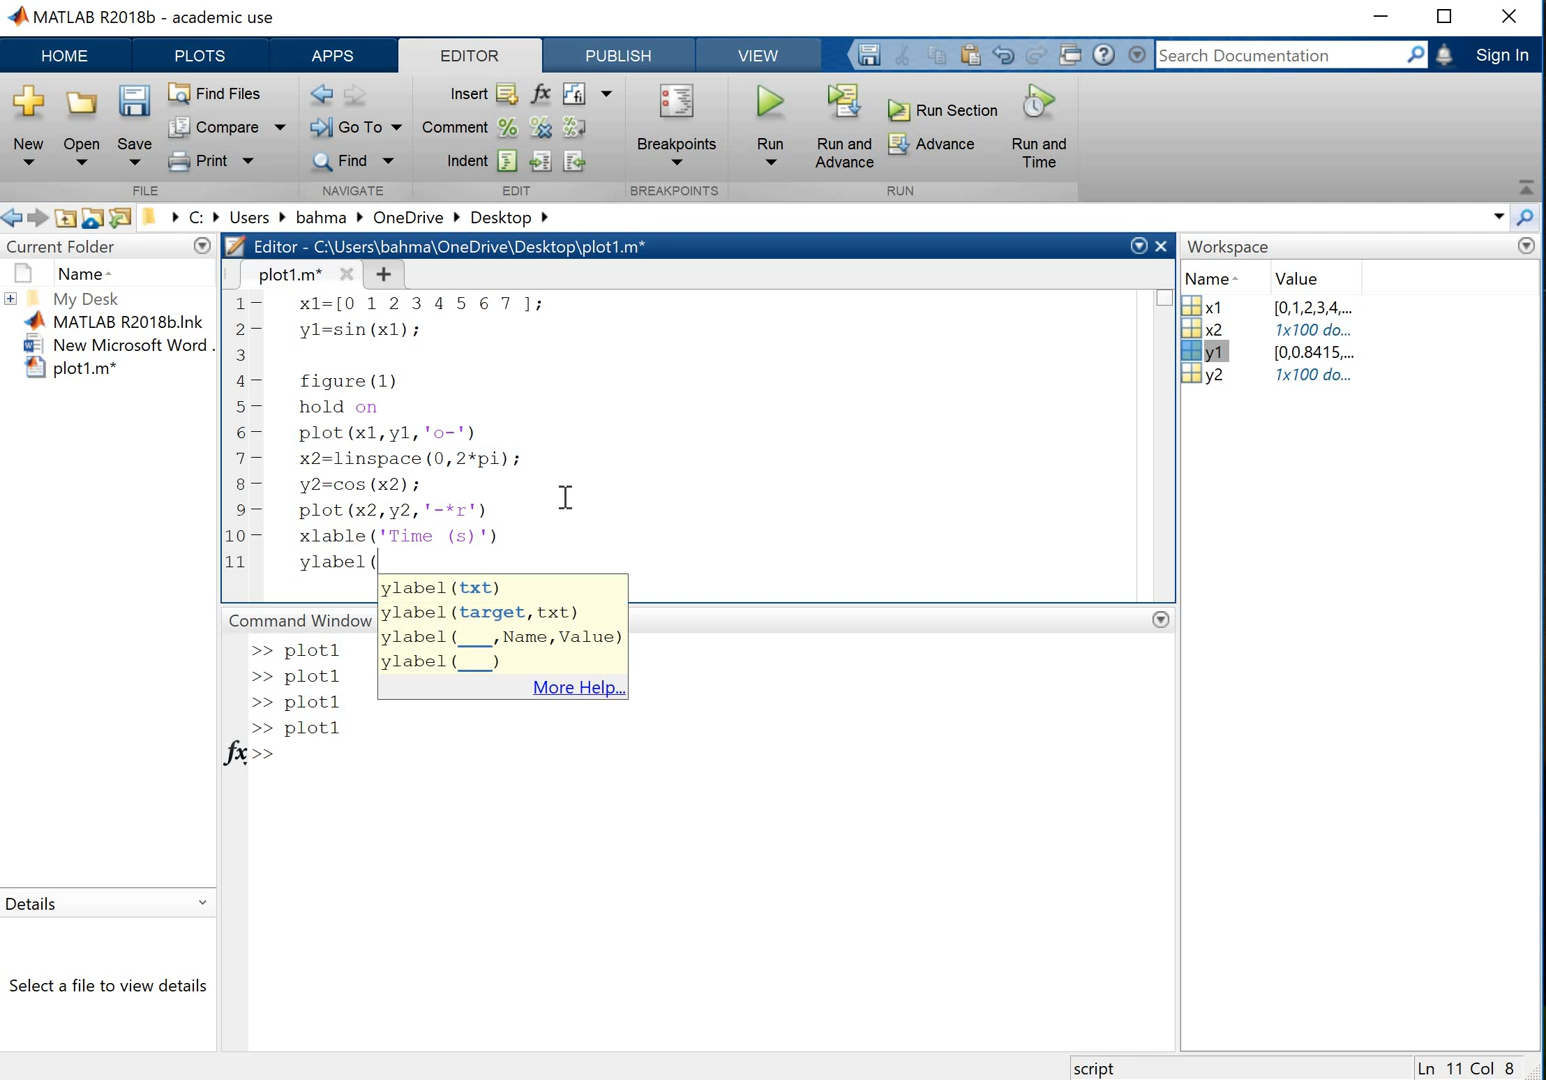 MATLAB R2018b - academic use
HOME PLOTS APPS EDITOR PUBLISH VIEW Search Documentation Sign In
New Open Save Find Files Compare Print
FILE
Go To Find
NAVIGATE
Insert fx fi
Comment % % %
Indent
EDIT
Breakpoints
BREAKPOINTS
Run Run and Advance Run Section Advance Run and Time
RUN
C: Users bahma OneDrive Desktop
Current Folder
Name
My Desk
MATLAB R2018b.lnk
New Microsoft Word .
plot1.m*
Details
Select a file to view details
Editor - C:\Users\bahma\OneDrive\Desktop\plot1.m*
plot1.m*
1 x1=[0 1 2 3 4 5 6 7 ];
2 y1=sin(x1);
3
4 figure(1)
5 hold on
6 plot(x1,y1,'o-')
7 x2=linspace(0,2*pi);
8 y2=cos(x2);
9 plot(x2,y2,'-*r')
10 xlable('Time (s)')
11 ylabel(
ylabel(txt)
ylabel(target,txt)
ylabel(___,Name,Value)
ylabel(___)
More Help...
Command Window
>> plot1
>> plot1
>> plot1
>> plot1
fx >>
Workspace
Name Value
x1 [0,1,2,3,4,...
x2 1x100 do...
y1 [0,0.8415,...
y2 1x100 do...
script
Ln 11 Col 8